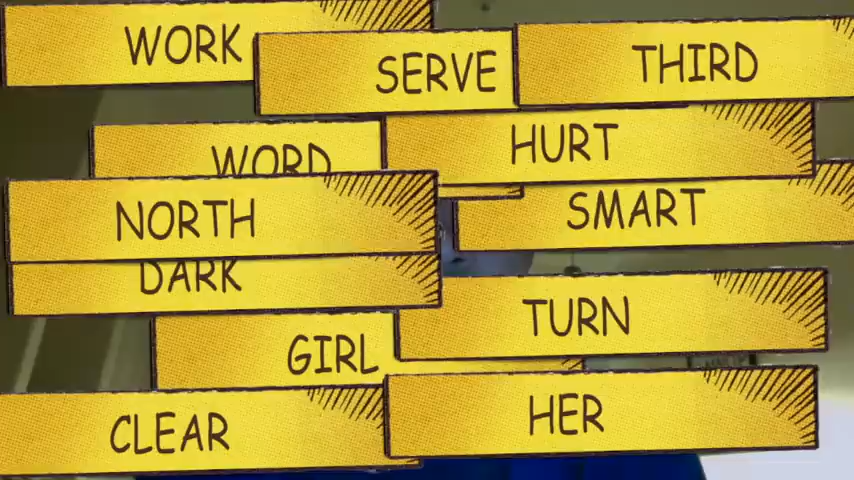 WORK
SERVE
THIRD
WORD
HURT
NORTH
SMART
DARK
TURN
GIRL
CLEAR
HER